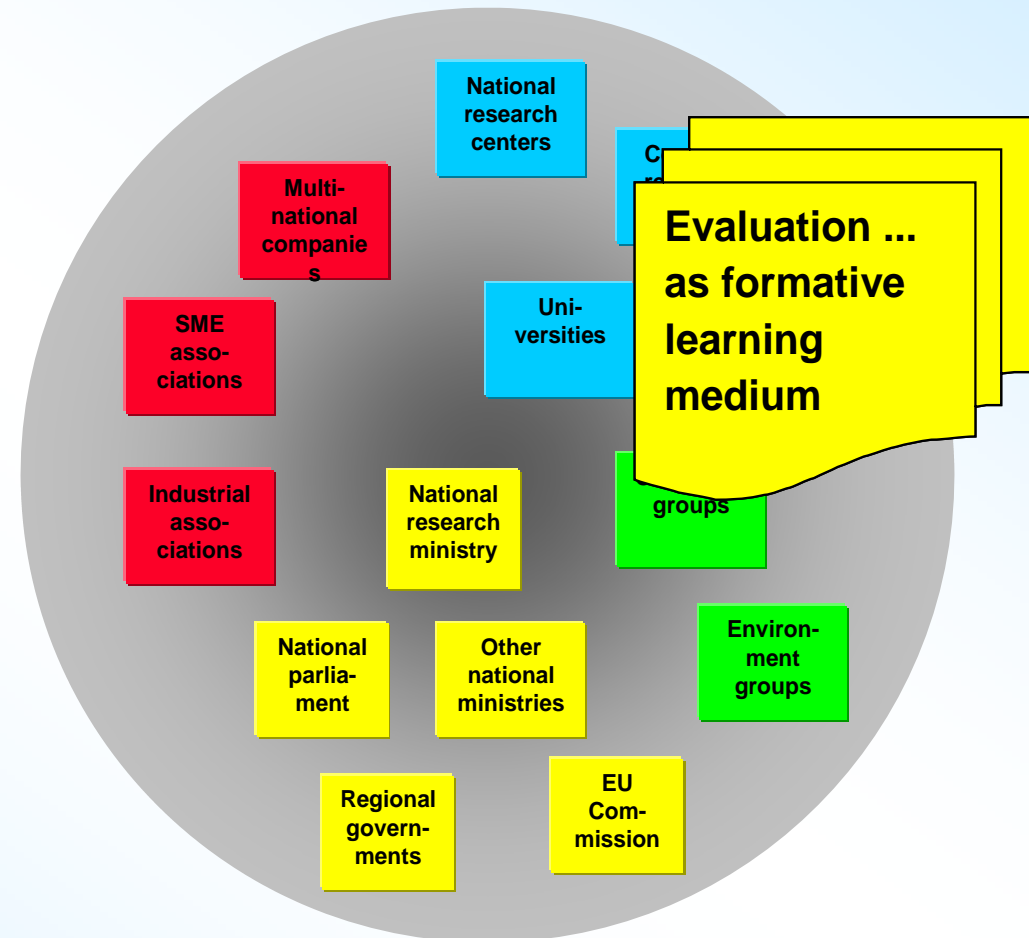 National
research
centers
Multi-
national
companie
s
Evaluation ...
as formative
learning
medium
Uni-
versities
SME
asso-
ciations
Industrial
asso-
ciations
National
research
ministry
groups
National
parlia-
ment
Other
national
ministries
Environ-
ment
groups
Regional
govern-
ments
EU
Com-
mission